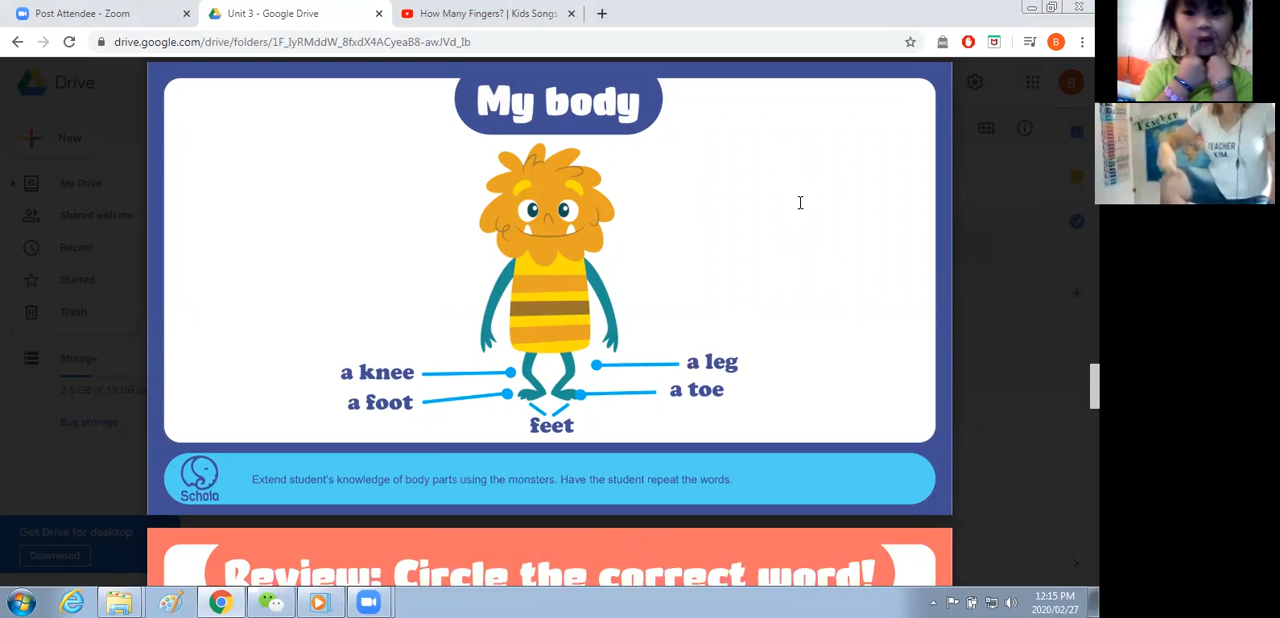 Post Attendee - Zoom
Unit 3 - Google Drive
How Many Fingers? | Kids Songs
drive.google.com/drive/folders/1F_IyRMddW_8fxdX4ACyeaB8-awJVd_Ib
B
Drive
B
New
My Drive
Shared with me
Recent
Starred
Trash
Storage
Buy storage
Get Drive for desktop
Download
My body
a knee
a leg
a foot
a toe
feet
Schola
Extend student's knowledge of body parts using the monsters. Have the student repeat the words.
Review: Circle the correct word!
Teacher
TEACHER
KIM.
12:15 PM
2020/02/27